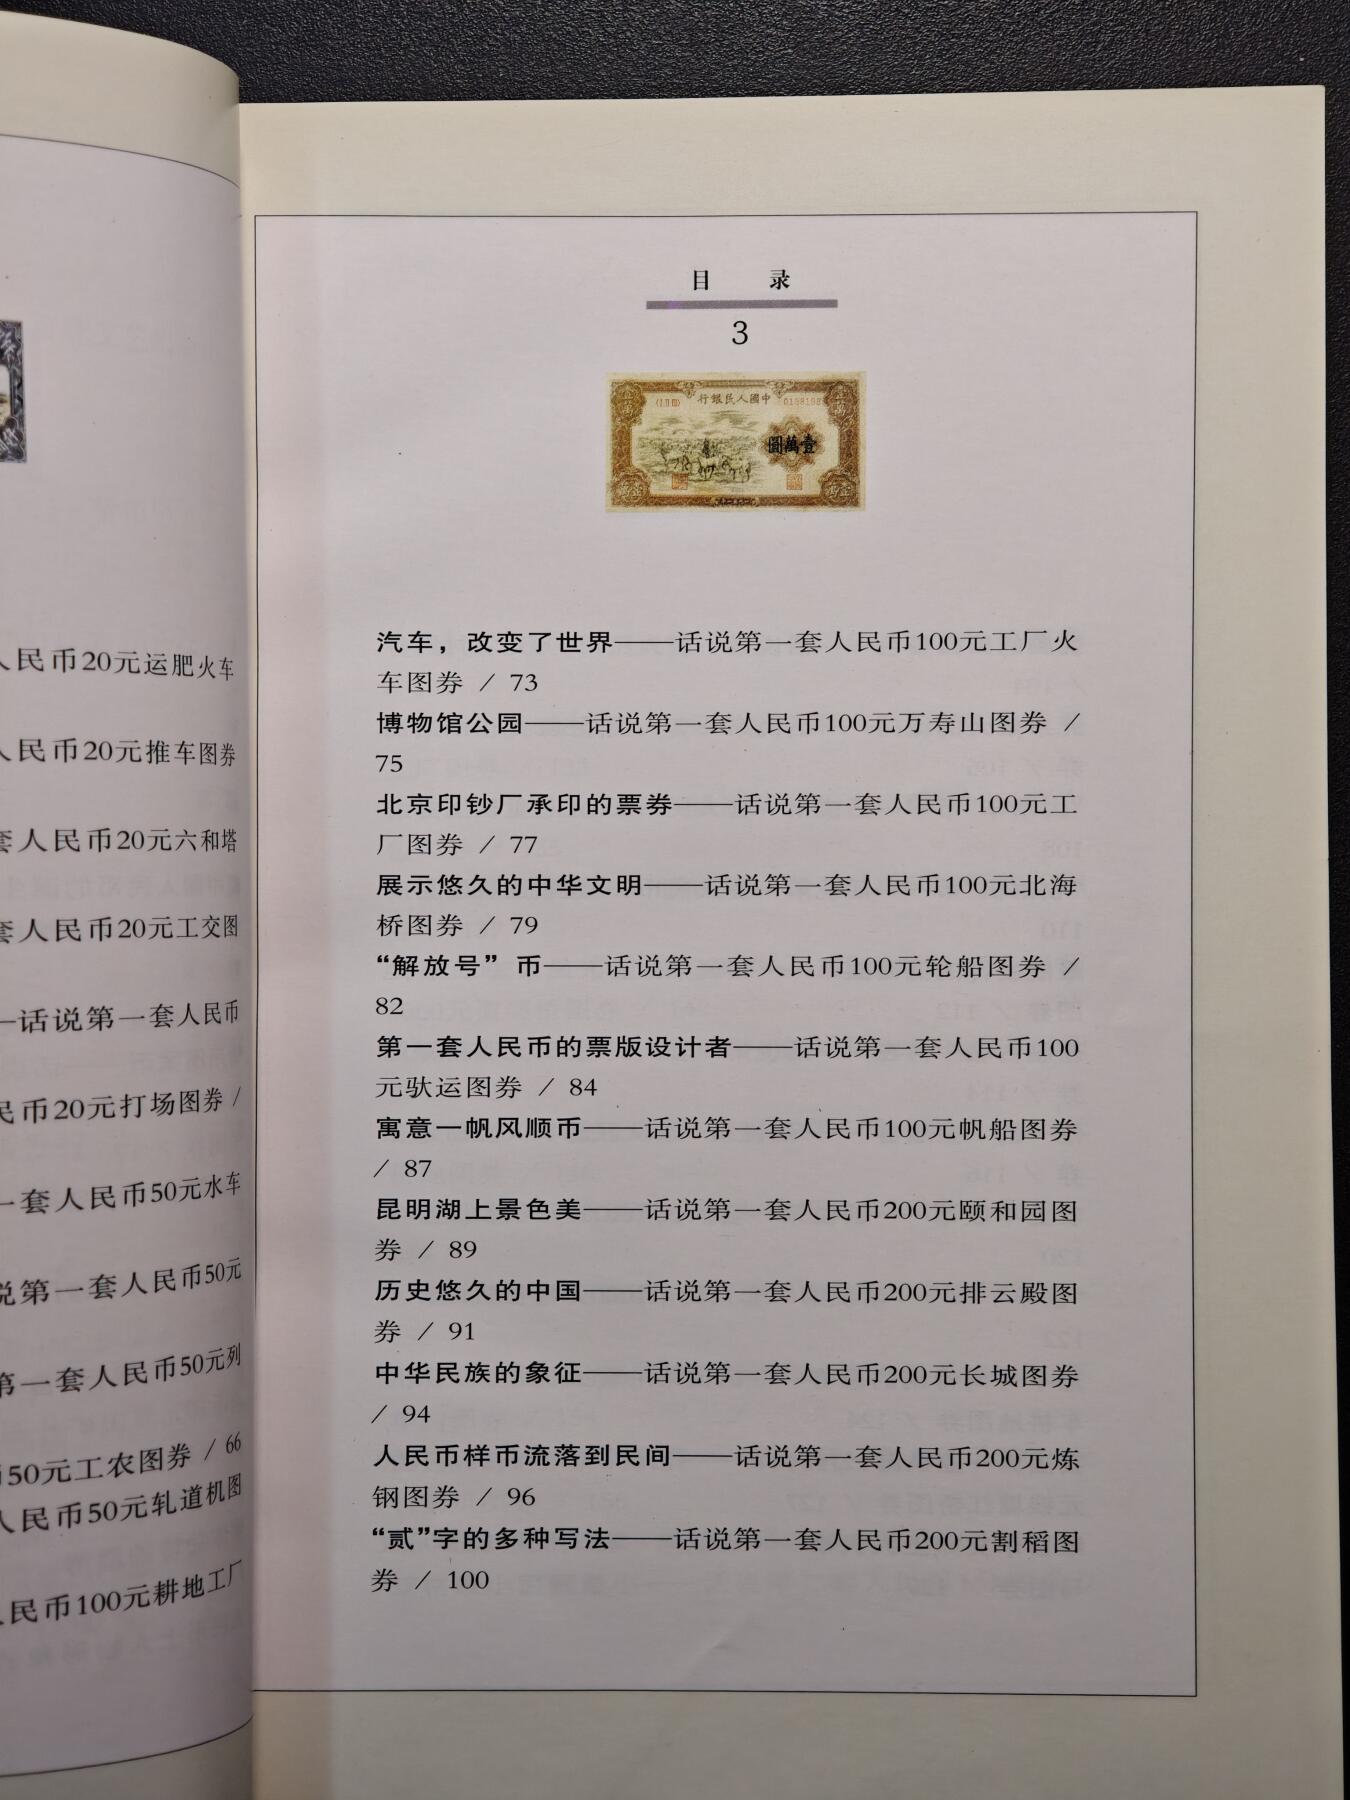 人民币20元运肥火车
人民币20元推车图券
套人民币20元六和塔
套人民币20元工交图
—话说第一套人民币
民币20元打场图券 /
一套人民币50元水车
说第一套人民币50元
第一套人民币50元列
币50元工农图券 / 66
人民币50元轧道机图
人民币100元耕地工厂
目 录
3
行银民人國中
圓萬壹
汽车，改变了世界——话说第一套人民币100元工厂火
车图券 / 73
博物馆公园——话说第一套人民币100元万寿山图券 /
75
北京印钞厂承印的票券——话说第一套人民币100元工
厂图券 / 77
展示悠久的中华文明——话说第一套人民币100元北海
桥图券 / 79
“解放号”币——话说第一套人民币100元轮船图券 /
82
第一套人民币的票版设计者——话说第一套人民币100
元驮运图券 / 84
寓意一帆风顺币——话说第一套人民币100元帆船图券
/ 87
昆明湖上景色美——话说第一套人民币200元颐和园图
券 / 89
历史悠久的中国——话说第一套人民币200元排云殿图
券 / 91
中华民族的象征——话说第一套人民币200元长城图券
/ 94
人民币样币流落到民间——话说第一套人民币200元炼
钢图券 / 96
“贰”字的多种写法——话说第一套人民币200元割稻图
券 / 100